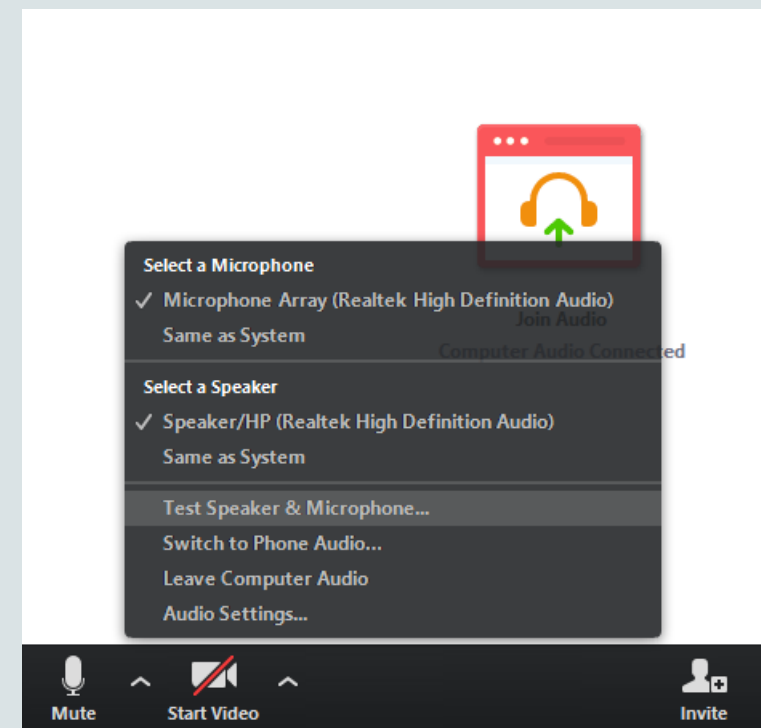 Select a Microphone
✓ Microphone Array (Realtek High Definition Audio)
Join Audio
Same as System
Computer Audio Connected
Select a Speaker
✓ Speaker/HP (Realtek High Definition Audio)
Same as System
Test Speaker & Microphone...
Switch to Phone Audio...
Leave Computer Audio
Audio Settings...
Mute
Start Video
Invite